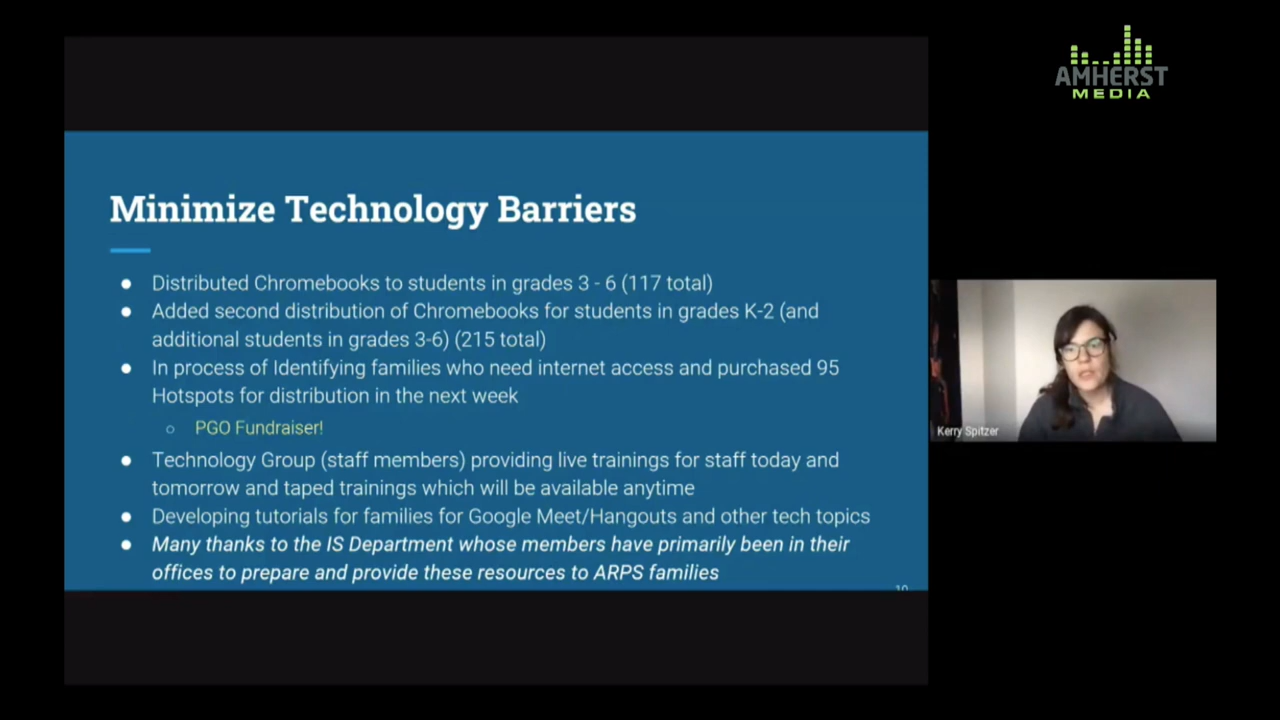 AMHERST
MEDIA
Minimize Technology Barriers
● Distributed Chromebooks to students in grades 3 - 6 (117 total)
● Added second distribution of Chromebooks for students in grades K-2 (and
additional students in grades 3-6) (215 total)
● In process of Identifying families who need internet access and purchased 95
Hotspots for distribution in the next week
○ PGO Fundraiser!
● Technology Group (staff members) providing live trainings for staff today and
tomorrow and taped trainings which will be available anytime
● Developing tutorials for families for Google Meet/Hangouts and other tech topics
● Many thanks to the IS Department whose members have primarily been in their
offices to prepare and provide these resources to ARPS families
Kerry Spitzer